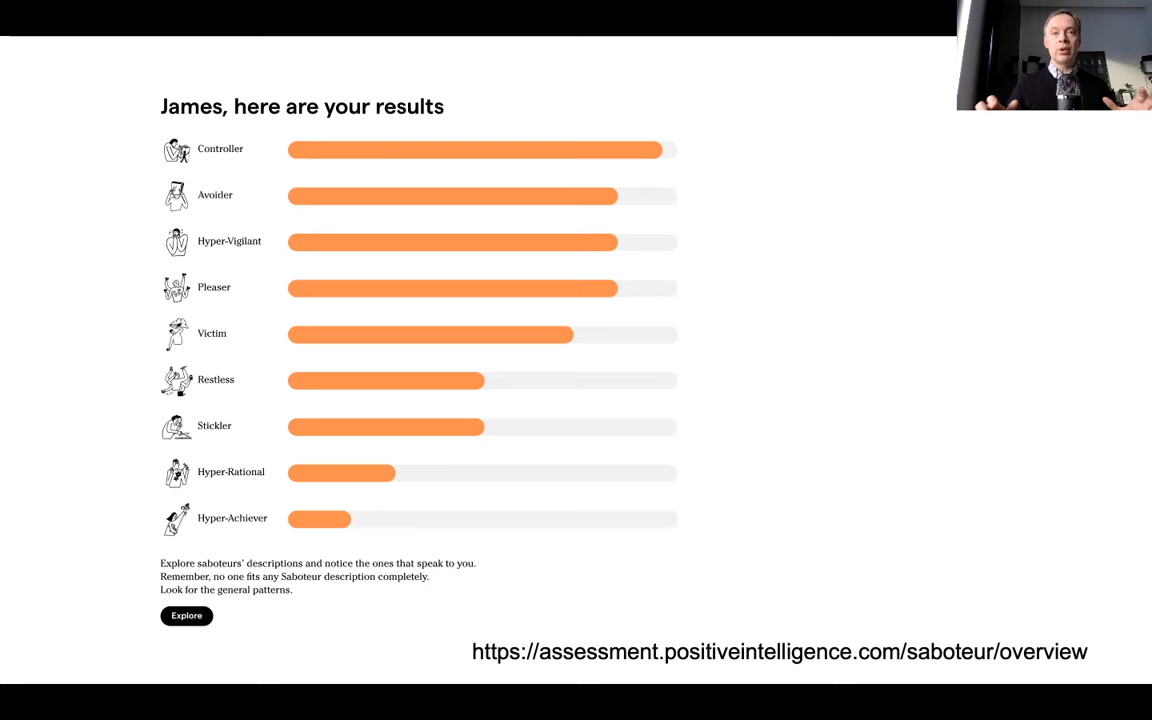 James, here are your results
Controller
Avoider
Hyper-Vigilant
Pleaser
Victim
Restless
Stickler
Hyper-Rational
Hyper-Achiever
Explore saboteurs’ descriptions and notice the ones that speak to you.
Remember, no one fits any Saboteur description completely.
Look for the general patterns.
Explore
https://assessment.positiveintelligence.com/saboteur/overview